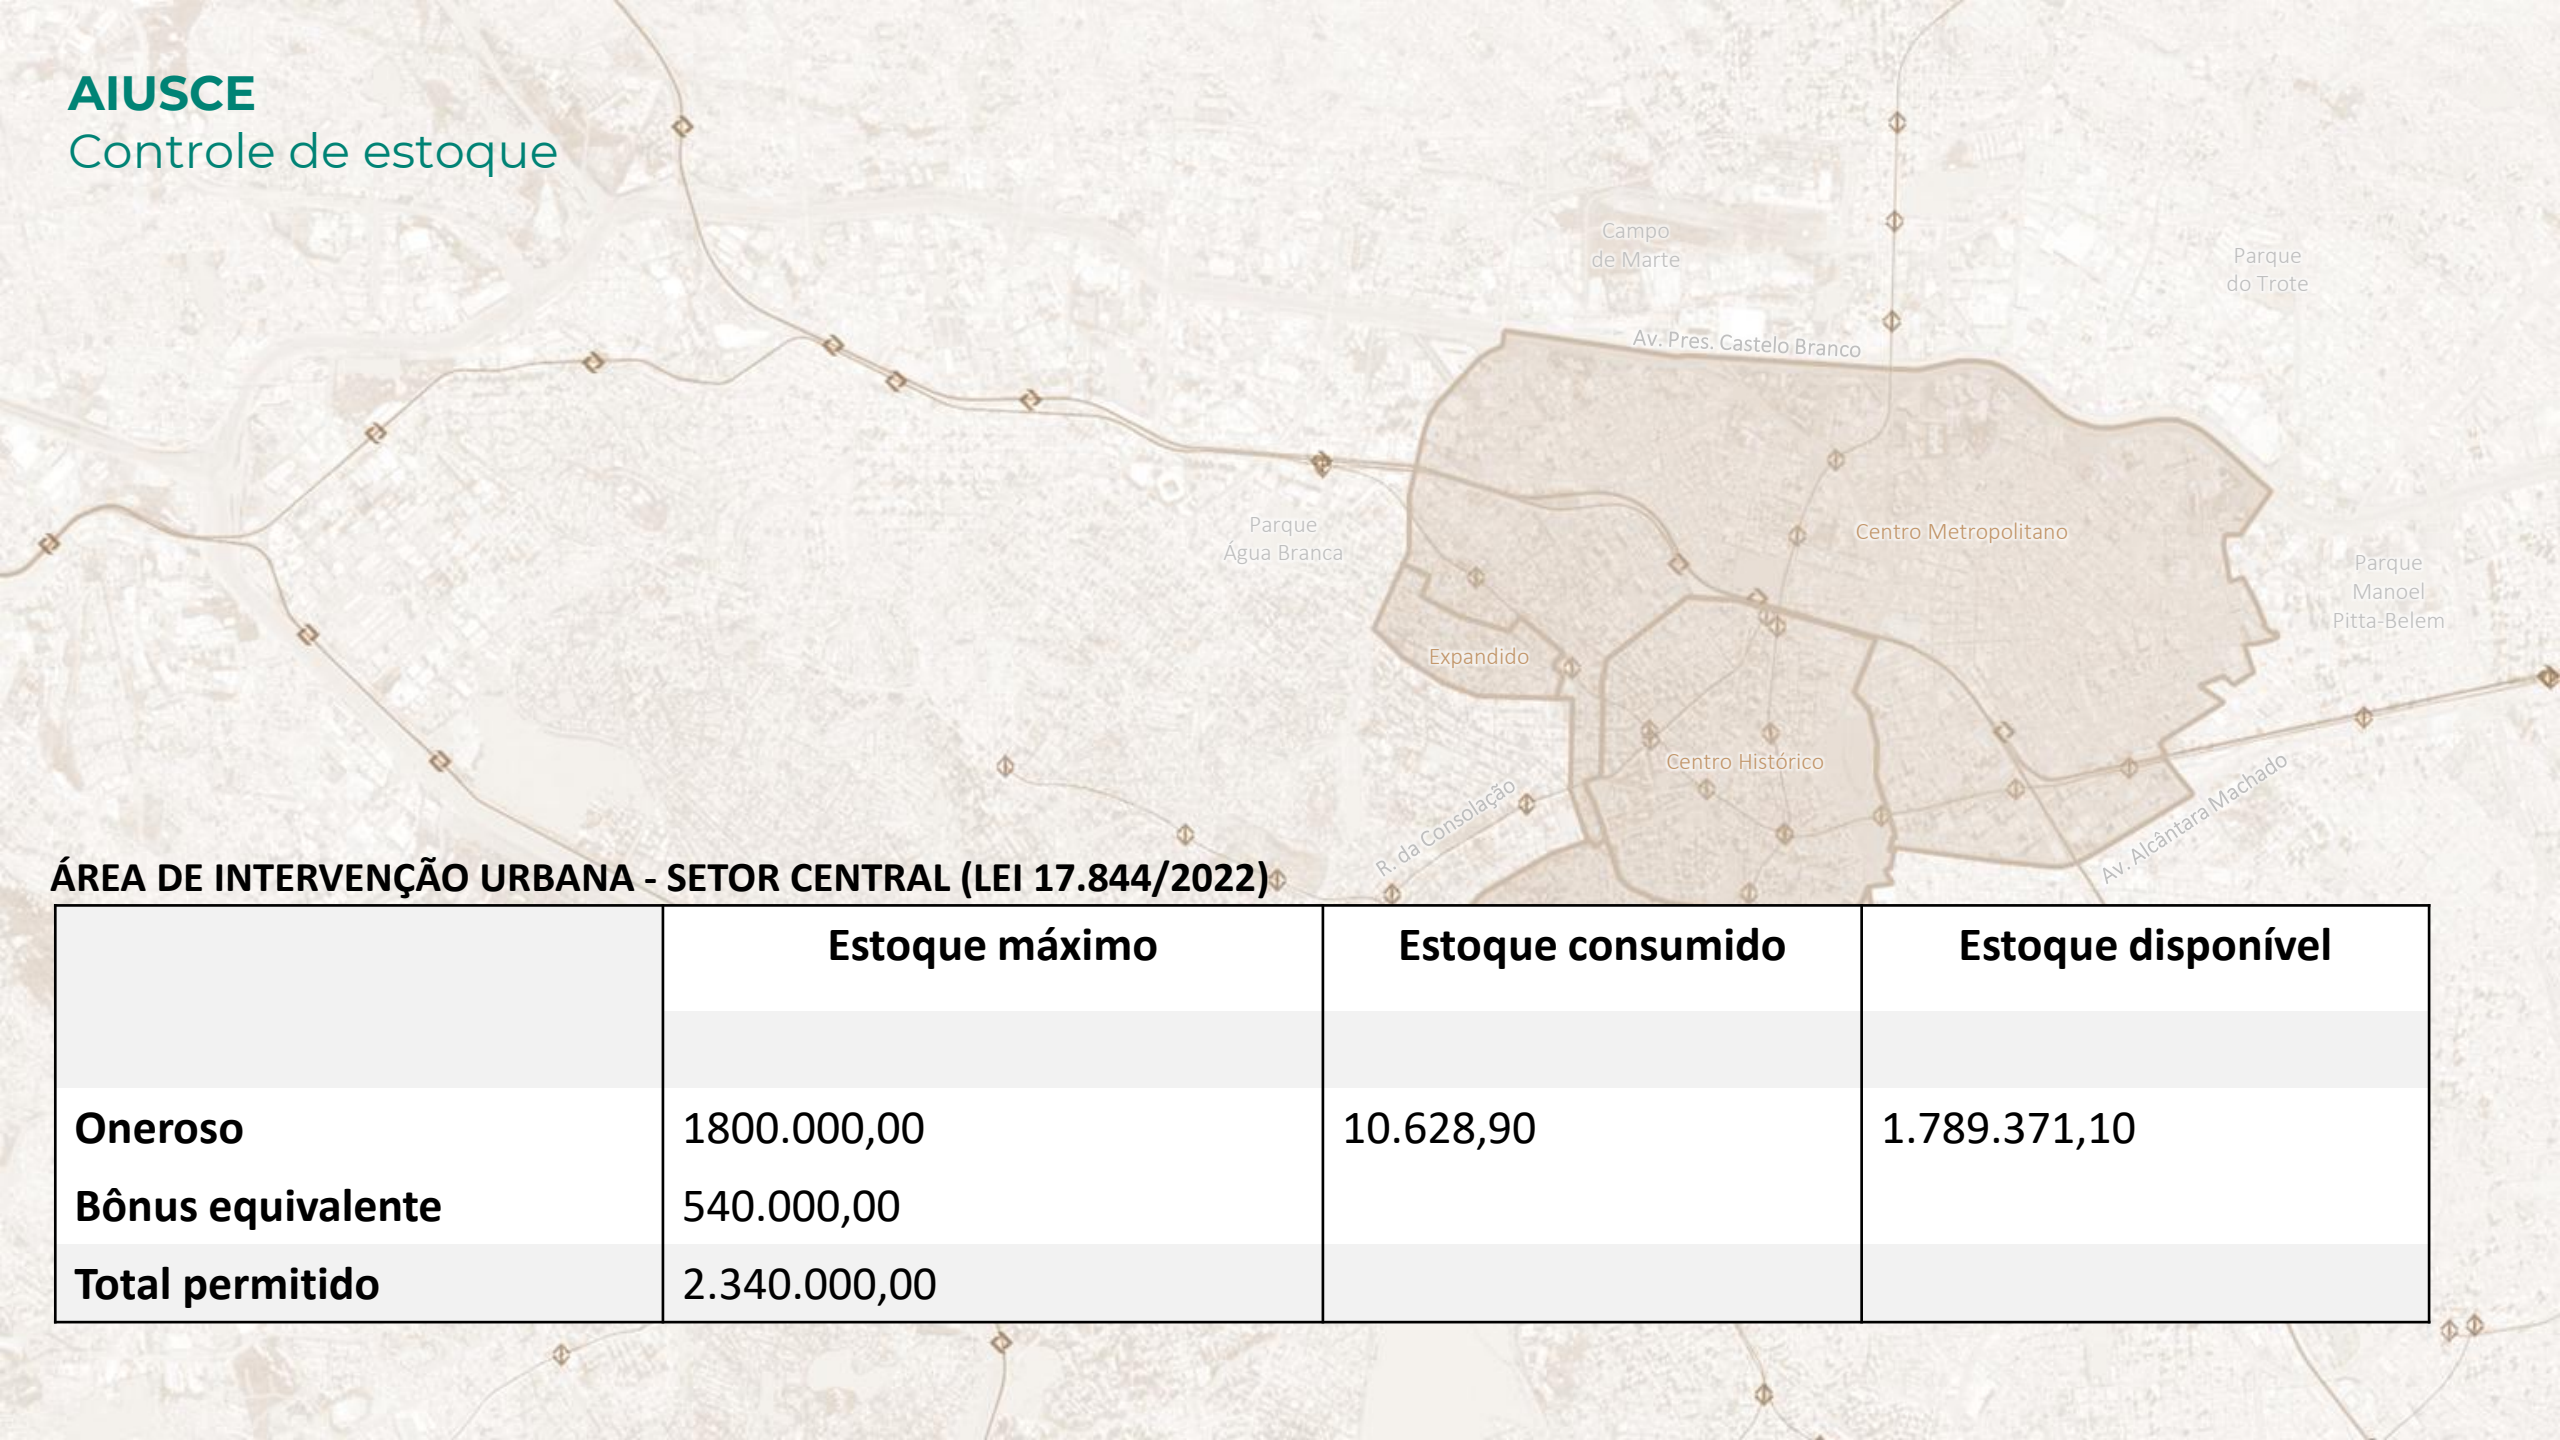 AIUSCE
Controle de estoque
Campo
de Marte
Parque
do Trote
Av. Pres. Castelo Branco
Parque
Água Branca
Centro Metropolitano
Parque
Manoel
Pitta-Belem
Expandido
Centro Histórico
R. da Consolação
Av. Alcântara Machado
ÁREA DE INTERVENÇÃO URBANA - SETOR CENTRAL (LEI 17.844/2022)
Estoque máximo Estoque consumido Estoque disponível
Oneroso 1800.000,00 10.628,90 1.789.371,10
Bônus equivalente 540.000,00
Total permitido 2.340.000,00